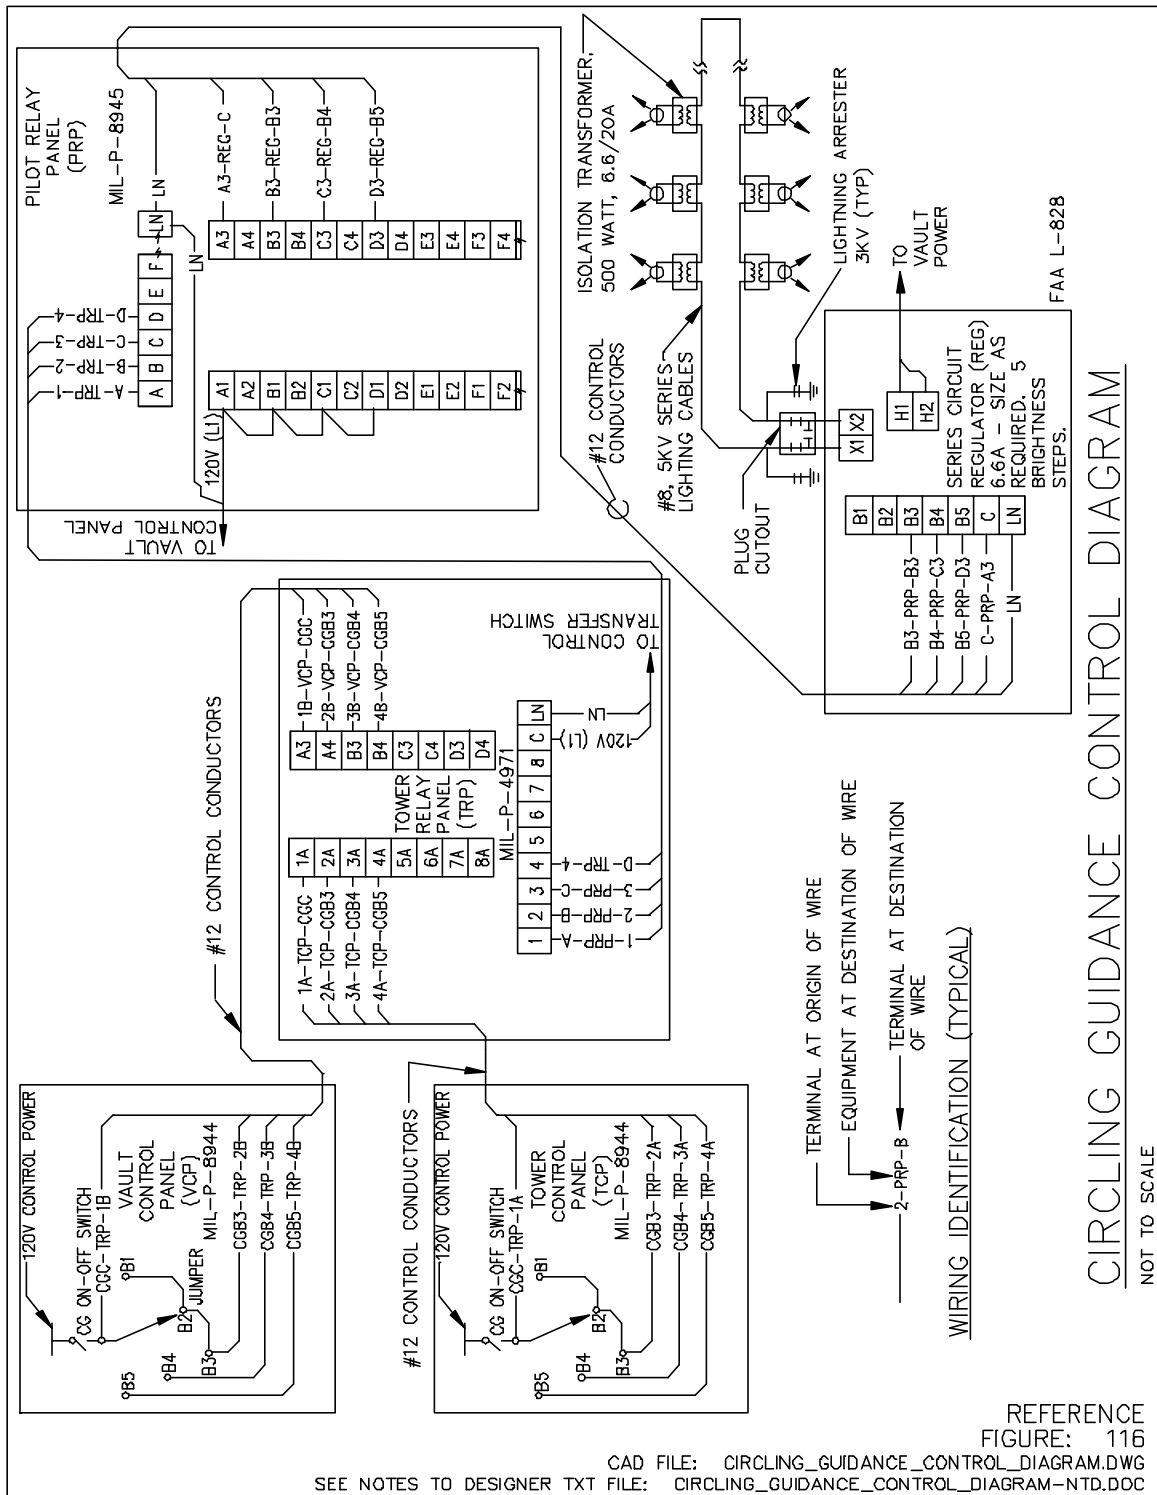 120V CONTROL POWER
CG ON-OFF SWITCH
CGC-TRP-1B
VAULT
CONTROL
PANEL
(VCP)
MIL-P-8944
CGB3-TRP-2B
CGB4-TRP-3B
CGB5-TRP-4B
B1
B2
JUMPER
B3
B4
B5
#12 CONTROL CONDUCTORS
120V CONTROL POWER
CG ON-OFF SWITCH
CGC-TRP-1A
TOWER
CONTROL
PANEL
(TCP)
MIL-P-8944
CGB3-TRP-2A
CGB4-TRP-3A
CGB5-TRP-4A
B1
B2
B3
B4
B5
#12 CONTROL CONDUCTORS
1A-TCP-CGC
2A-TCP-CGB3
3A-TCP-CGB4
4A-TCP-CGB5
1A
2A
3A
4A
5A
6A
7A
8A
TOWER
RELAY
PANEL
(TRP)
MIL-P-4971
A3
A4
B3
B4
C3
C4
D3
D4
1B-VCP-CGC
2B-VCP-CGB3
3B-VCP-CGB4
4B-VCP-CGB5
1 2 3 4 5 6 7 8 C LN
1-PRP-A
2-PRP-B
3-PRP-C
D-TRP-4
120V (L1)
LN
TO CONTROL
TRANSFER SWITCH
PILOT RELAY
PANEL
(PRP)
MIL-P-8945
A-TRP-1
B-TRP-2
C-TRP-3
D-TRP-4
A B C D E F LN
LN
LN
120V (L1)
TO VAULT
CONTROL PANEL
A1
A2
B1
B2
C1
C2
D1
D2
E1
E2
F1
F2
A3
A4
B3
B4
C3
C4
D3
D4
E3
E4
F3
F4
A3-REG-C
B3-REG-B3
C3-REG-B4
D3-REG-B5
#12 CONTROL
CONDUCTORS
ISOLATION TRANSFORMER,
500 WATT, 6.6/20A
#8, 5KV SERIES
LIGHTING CABLES
LIGHTNING ARRESTER
3KV (TYP)
PLUG
CUTOUT
TO
VAULT
POWER
X1 X2
H1
H2
B1
B2
B3
B4
B5
C
LN
B3-PRP-B3
B4-PRP-C3
B5-PRP-D3
C-PRP-A3
LN
SERIES CIRCUIT
REGULATOR (REG)
6.6A - SIZE AS
REQUIRED. 5
BRIGHTNESS
STEPS.
FAA L-828
TERMINAL AT ORIGIN OF WIRE
EQUIPMENT AT DESTINATION OF WIRE
2-PRP-B
TERMINAL AT DESTINATION
OF WIRE
WIRING IDENTIFICATION (TYPICAL)
CIRCLING GUIDANCE CONTROL DIAGRAM
NOT TO SCALE
REFERENCE
FIGURE: 116
CAD FILE: CIRCLING_GUIDANCE_CONTROL_DIAGRAM.DWG
SEE NOTES TO DESIGNER TXT FILE: CIRCLING_GUIDANCE_CONTROL_DIAGRAM-NTD.DOC